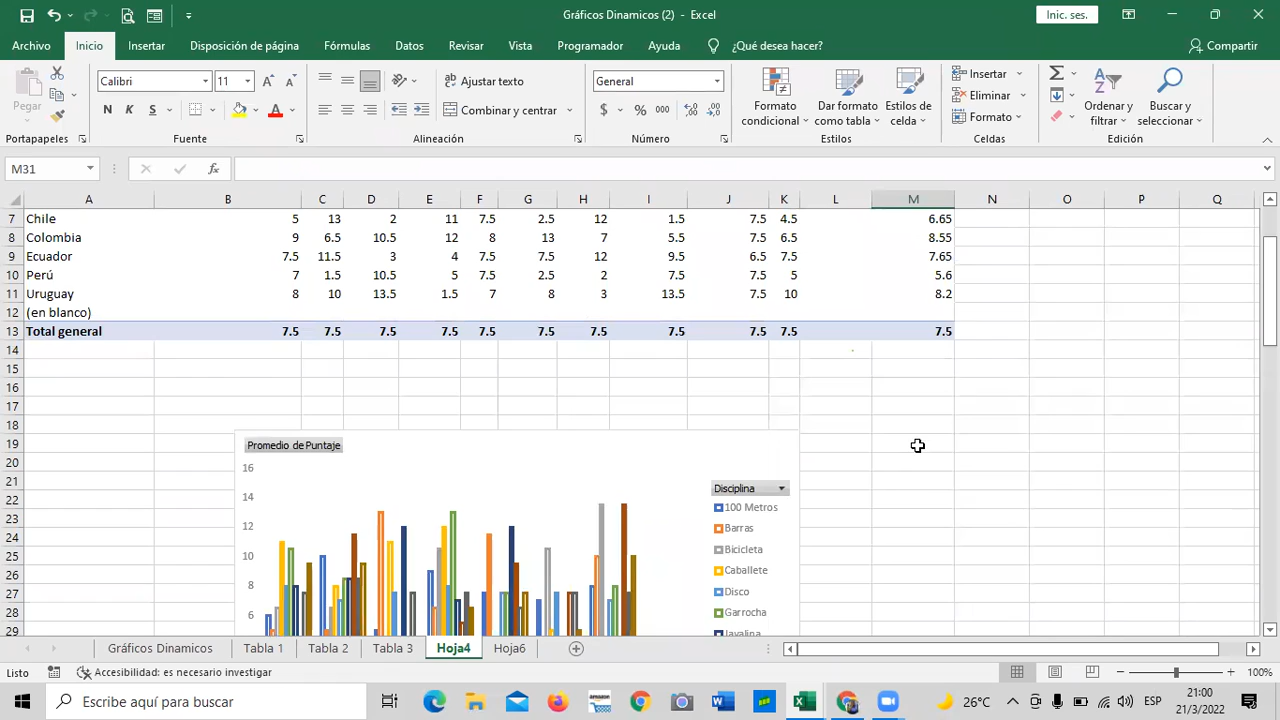 Gráficos Dinamicos (2) - Excel
Inic. ses.
Archivo Inicio Insertar Disposición de página Fórmulas Datos Revisar Vista Programador Ayuda ¿Qué desea hacer? Compartir
Pegar
Calibri 11
N K S
Ajustar texto
Combinar y centrar
General
$ % 000
Formato condicional
Dar formato como tabla
Estilos de celda
Insertar
Eliminar
Formato
Ordenar y filtrar
Buscar y seleccionar
Portapapeles Fuente Alineación Número Estilos Celdas Edición
M31 fx
A B C D E F G H I J K L M N O P Q
7 Chile 5 13 2 11 7.5 2.5 12 1.5 7.5 4.5 6.65
8 Colombia 9 6.5 10.5 12 8 13 7 5.5 7.5 6.5 8.55
9 Ecuador 7.5 11.5 3 4 7.5 7.5 12 9.5 6.5 7.5 7.65
10 Perú 7 1.5 10.5 5 7.5 2.5 2 7.5 7.5 5 5.6
11 Uruguay 8 10 13.5 1.5 7 8 3 13.5 7.5 10 8.2
12 (en blanco)
13 Total general 7.5 7.5 7.5 7.5 7.5 7.5 7.5 7.5 7.5 7.5 7.5
14
15
16
17
18
19
20
21
22
23
24
25
26
27
28
29
Promedio de Puntaje
16
14
12
10
8
6
Disciplina
100 Metros
Barras
Bicicleta
Caballete
Disco
Garrocha
Javalina
Gráficos Dinamicos Tabla 1 Tabla 2 Tabla 3 Hoja4 Hoja6
Listo Accesibilidad: es necesario investigar 100%
Escribe aquí para buscar
26°C ESP 21:00
21/3/2022